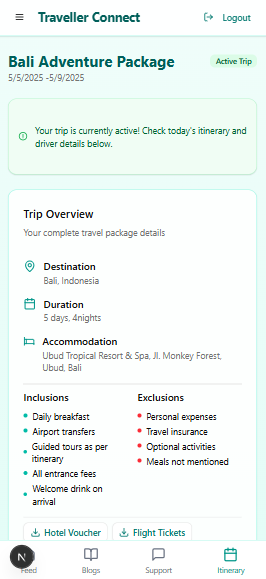 Traveller Connect
Logout
Bali Adventure Package
Active Trip
5/5/2025 -5/9/2025
Your trip is currently active! Check today's itinerary and
driver details below.
Trip Overview
Your complete travel package details
Destination
Bali, Indonesia
Duration
5 days, 4nights
Accommodation
Ubud Tropical Resort & Spa, Jl. Monkey Forest,
Ubud, Bali
Inclusions
Daily breakfast
Airport transfers
Guided tours as per
itinerary
All entrance fees
Welcome drink on
arrival
Exclusions
Personal expenses
Travel insurance
Optional activities
Meals not mentioned
Hotel Voucher
Flight Tickets
N
Feed
Blogs
Support
Itinerary